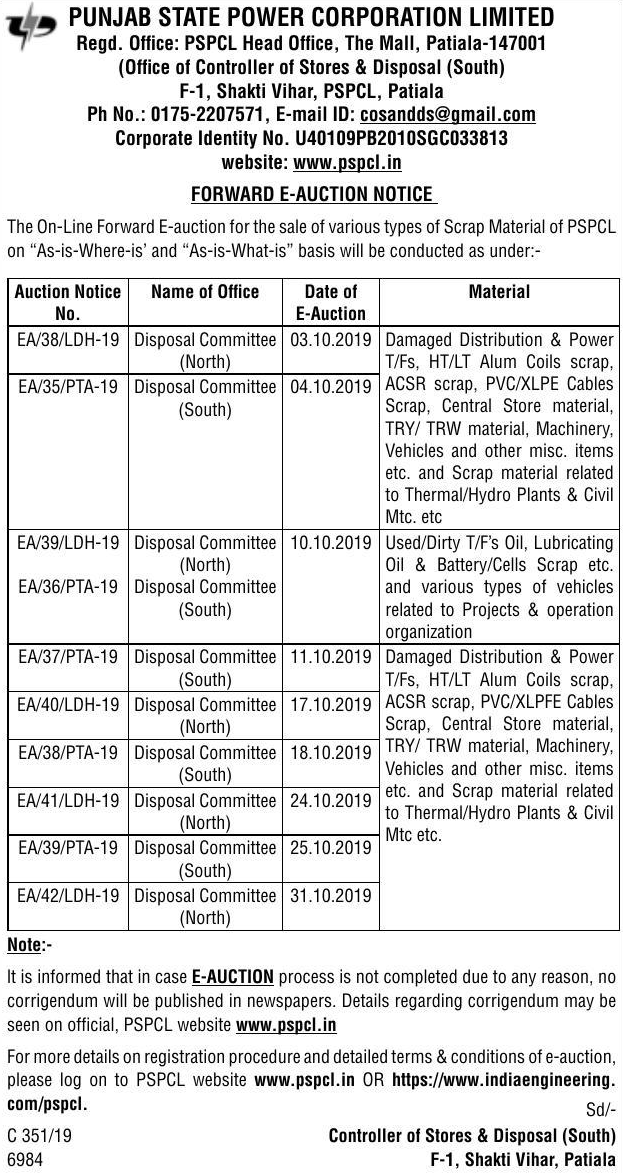 PUNJAB STATE POWER CORPORATION LIMITED
Regd. Office: PSPCL Head Office, The Mall, Patiala-147001
(Office of Controller of Stores & Disposal (South)
F-1, Shakti Vihar, PSPCL, Patiala
Ph No.: 0175-2207571, E-mail ID: cosandds@gmail.com
Corporate Identity No. U40109PB2010SGC033813
website: www.pspcl.in
FORWARD E-AUCTION NOTICE
The On-Line Forward E-auction for the sale of various types of Scrap Material of PSPCL
on “As-is-Where-is’ and “As-is-What-is” basis will be conducted as under:-
Auction Notice No. Name of Office Date of E-Auction Material
EA/38/LDH-19 Disposal Committee (North) 03.10.2019
EA/35/PTA-19 Disposal Committee (South) 04.10.2019
Damaged Distribution & Power
T/Fs, HT/LT Alum Coils scrap,
ACSR scrap, PVC/XLPE Cables
Scrap, Central Store material,
TRY/ TRW material, Machinery,
Vehicles and other misc. items
etc. and Scrap material related
to Thermal/Hydro Plants & Civil
Mtc. etc
EA/39/LDH-19 Disposal Committee (North) 10.10.2019
EA/36/PTA-19 Disposal Committee (South)
Used/Dirty T/F’s Oil, Lubricating
Oil & Battery/Cells Scrap etc.
and various types of vehicles
related to Projects & operation
organization
EA/37/PTA-19 Disposal Committee (South) 11.10.2019
EA/40/LDH-19 Disposal Committee (North) 17.10.2019
EA/38/PTA-19 Disposal Committee (South) 18.10.2019
EA/41/LDH-19 Disposal Committee (North) 24.10.2019
EA/39/PTA-19 Disposal Committee (South) 25.10.2019
EA/42/LDH-19 Disposal Committee (North) 31.10.2019
Damaged Distribution & Power
T/Fs, HT/LT Alum Coils scrap,
ACSR scrap, PVC/XLPFE Cables
Scrap, Central Store material,
TRY/ TRW material, Machinery,
Vehicles and other misc. items
etc. and Scrap material related
to Thermal/Hydro Plants & Civil
Mtc etc.
Note:-
It is informed that in case E-AUCTION process is not completed due to any reason, no
corrigendum will be published in newspapers. Details regarding corrigendum may be
seen on official, PSPCL website www.pspcl.in
For more details on registration procedure and detailed terms & conditions of e-auction,
please log on to PSPCL website www.pspcl.in OR https://www.indiaengineering.
com/pspcl.
Sd/-
C 351/19 Controller of Stores & Disposal (South)
6984 F-1, Shakti Vihar, Patiala